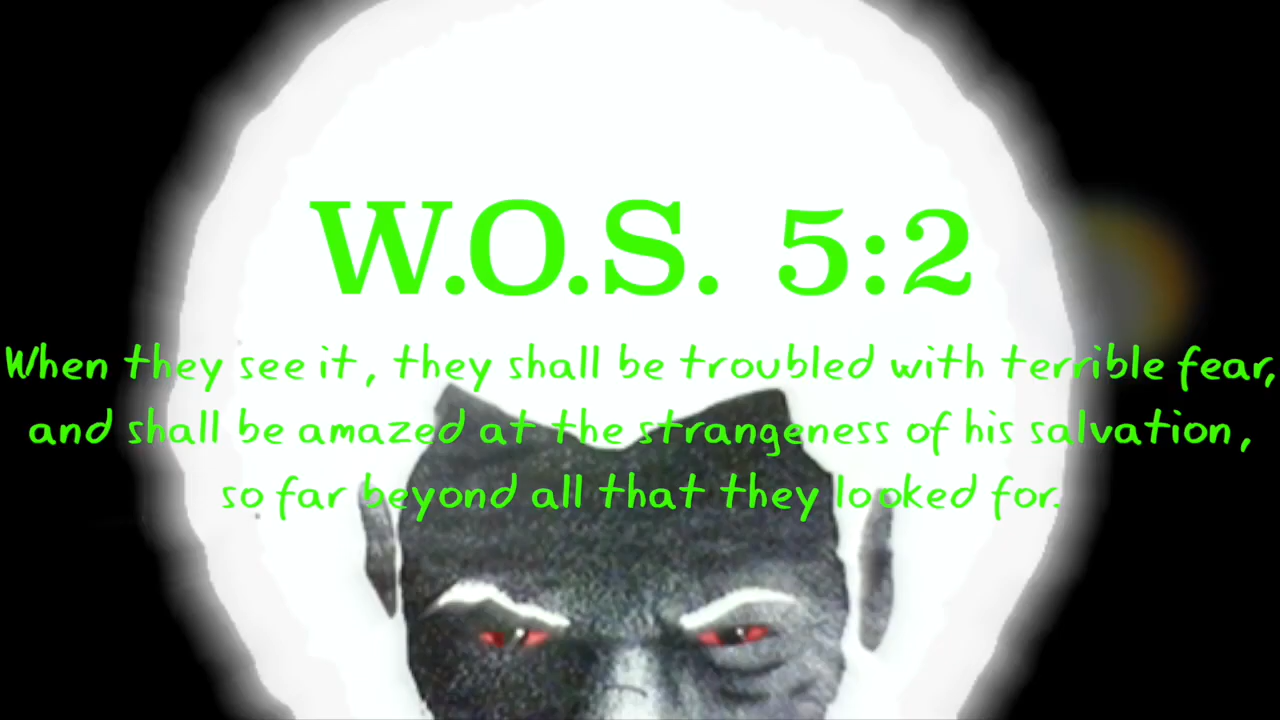 W.O.S. 5:2
When they see it, they shall be troubled with terrible fear,
and shall be amazed at the strangeness of his salvation,
so far beyond all that they looked for.